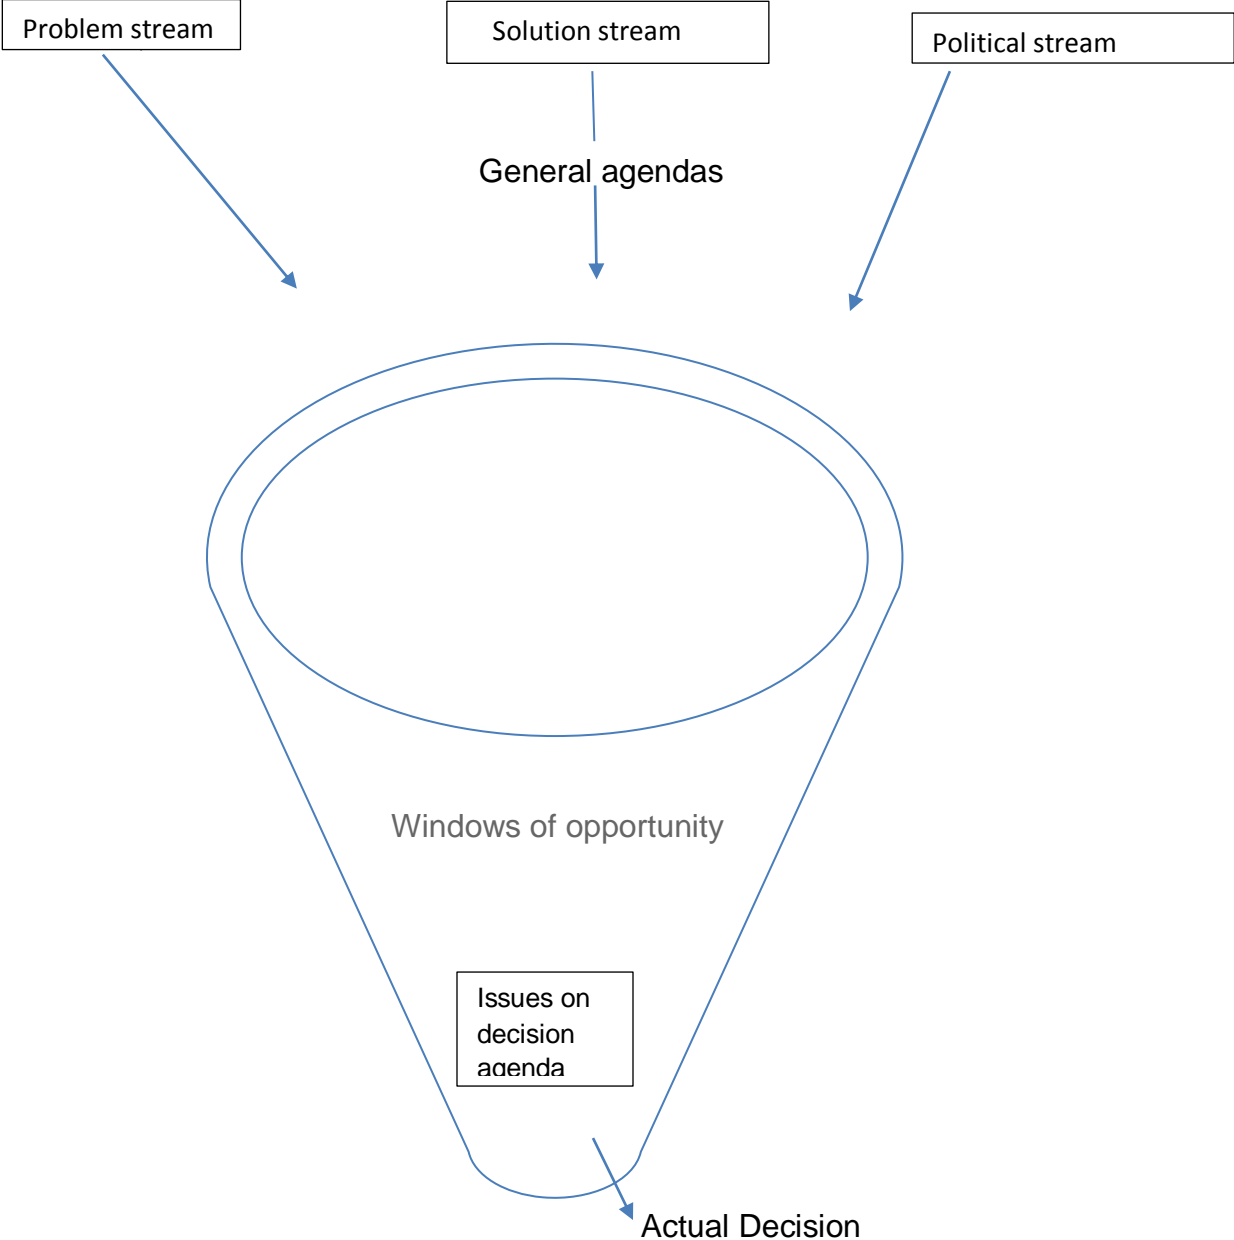 Problem stream
Solution stream
Political stream
General agendas
Windows of opportunity
Issues on
decision
agenda
Actual Decision